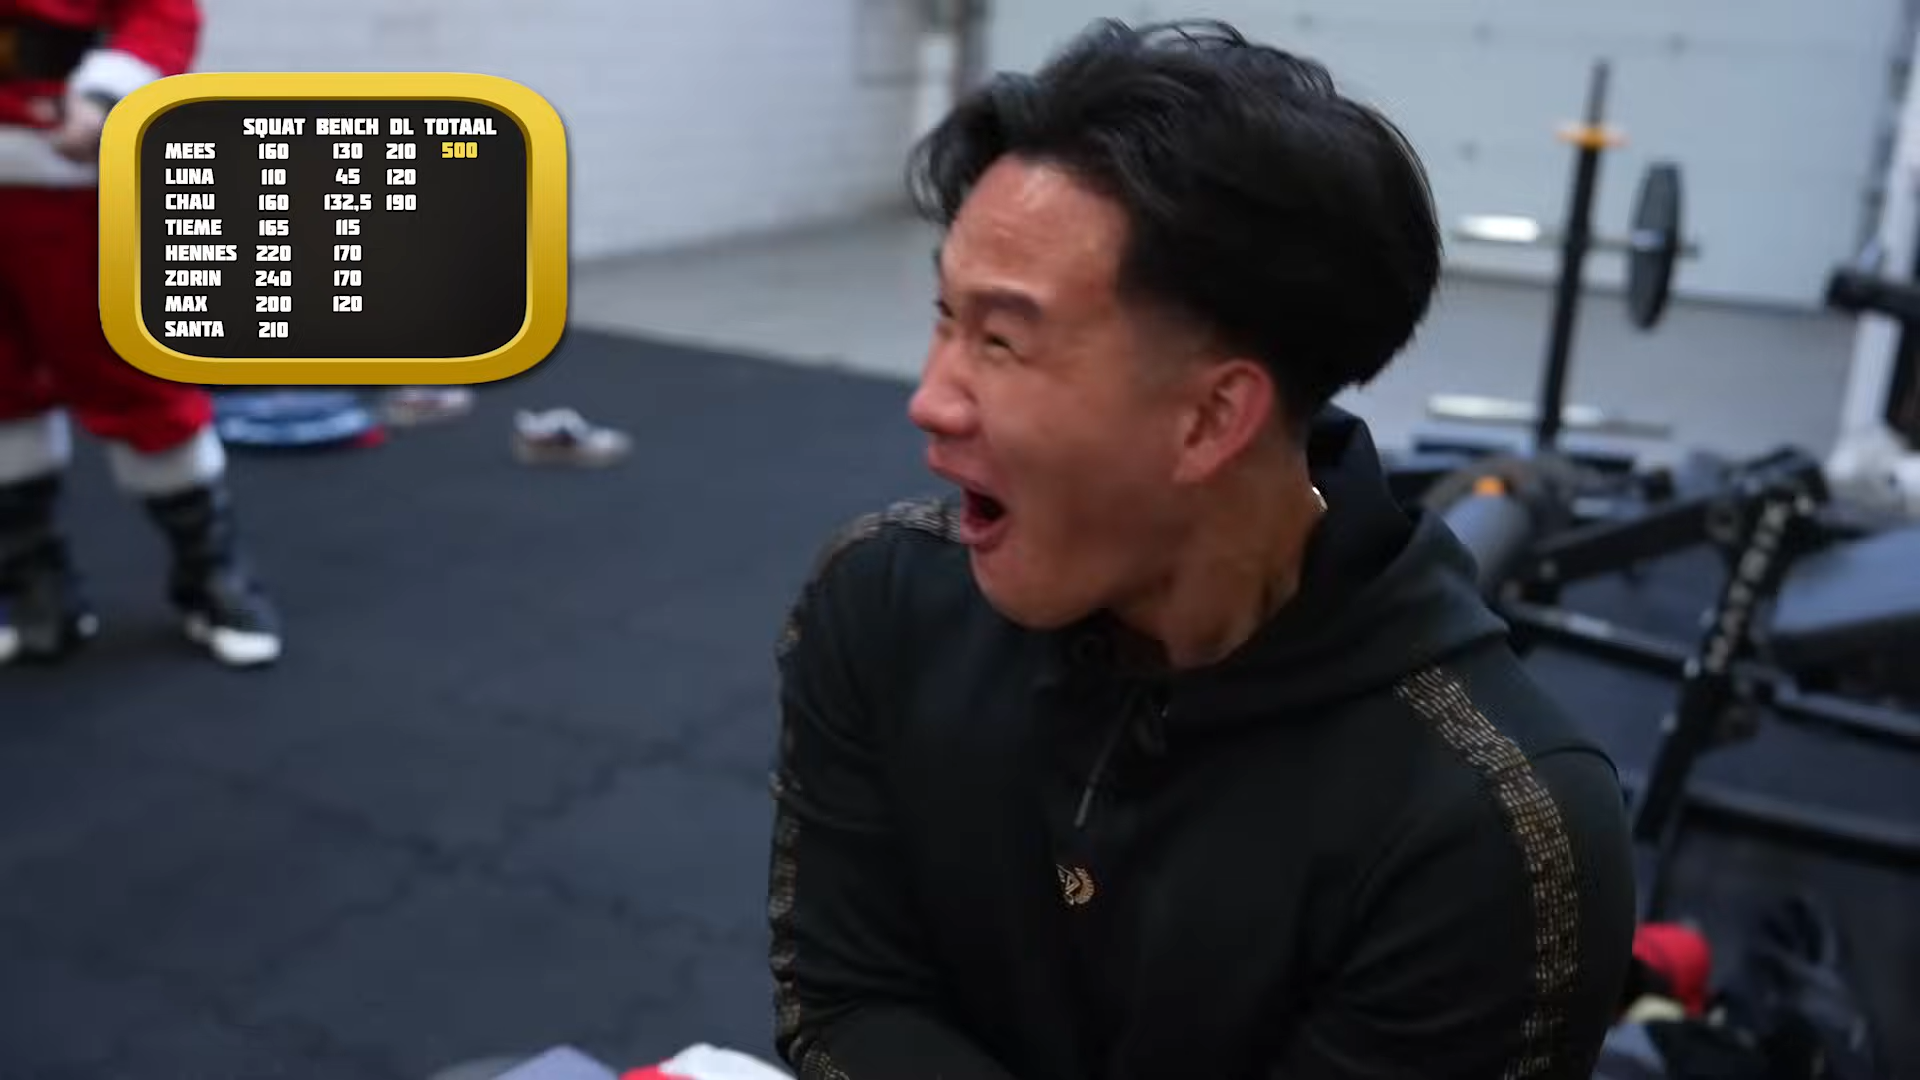 SQUAT BENCH DL TOTAAL
MEES 160 130 210 500
LUNA 110 45 120
CHAU 160 132,5 190
TIEME 165 115
HENNES 220 170
ZORIN 240 170
MAX 200 120
SANTA 210